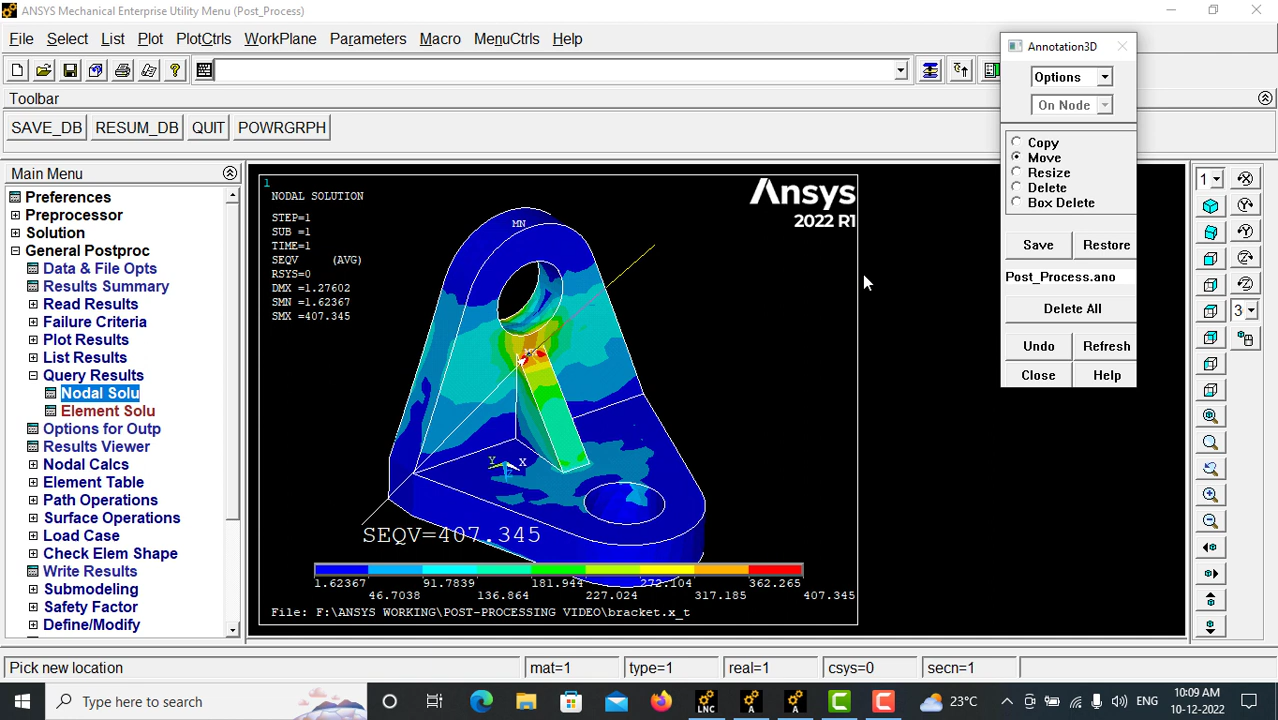 ANSYS Mechanical Enterprise Utility Menu (Post_Process)
File Select List Plot PlotCtrls WorkPlane Parameters Macro MenuCtrls Help
Toolbar
SAVE_DB RESUM_DB QUIT POWRGRPH
Main Menu
Preferences
Preprocessor
Solution
General Postproc
Data & File Opts
Results Summary
Read Results
Failure Criteria
Plot Results
List Results
Query Results
Nodal Solu
Element Solu
Options for Outp
Results Viewer
Nodal Calcs
Element Table
Path Operations
Surface Operations
Load Case
Check Elem Shape
Write Results
Submodeling
Safety Factor
Define/Modify
1
NODAL SOLUTION
STEP=1
SUB =1
TIME=1
SEQV (AVG)
RSYS=0
DMX =1.27602
SMN =1.62367
SMX =407.345
Ansys
2022 R1
MN
Y X
SEQV=407.345
1.62367 91.7839 181.944 272.104 362.265
46.7038 136.864 227.024 317.185 407.345
File: F:\ANSYS WORKING\POST-PROCESSING VIDEO\bracket.x_t
Annotation3D
Options
On Node
Copy
Move
Resize
Delete
Box Delete
Save Restore
Post_Process.ano
Delete All
Undo Refresh
Close Help
1
3
Pick new location mat=1 type=1 real=1 csys=0 secn=1
Type here to search
LNC
A
A
23°C
ENG
10:09 AM
10-12-2022